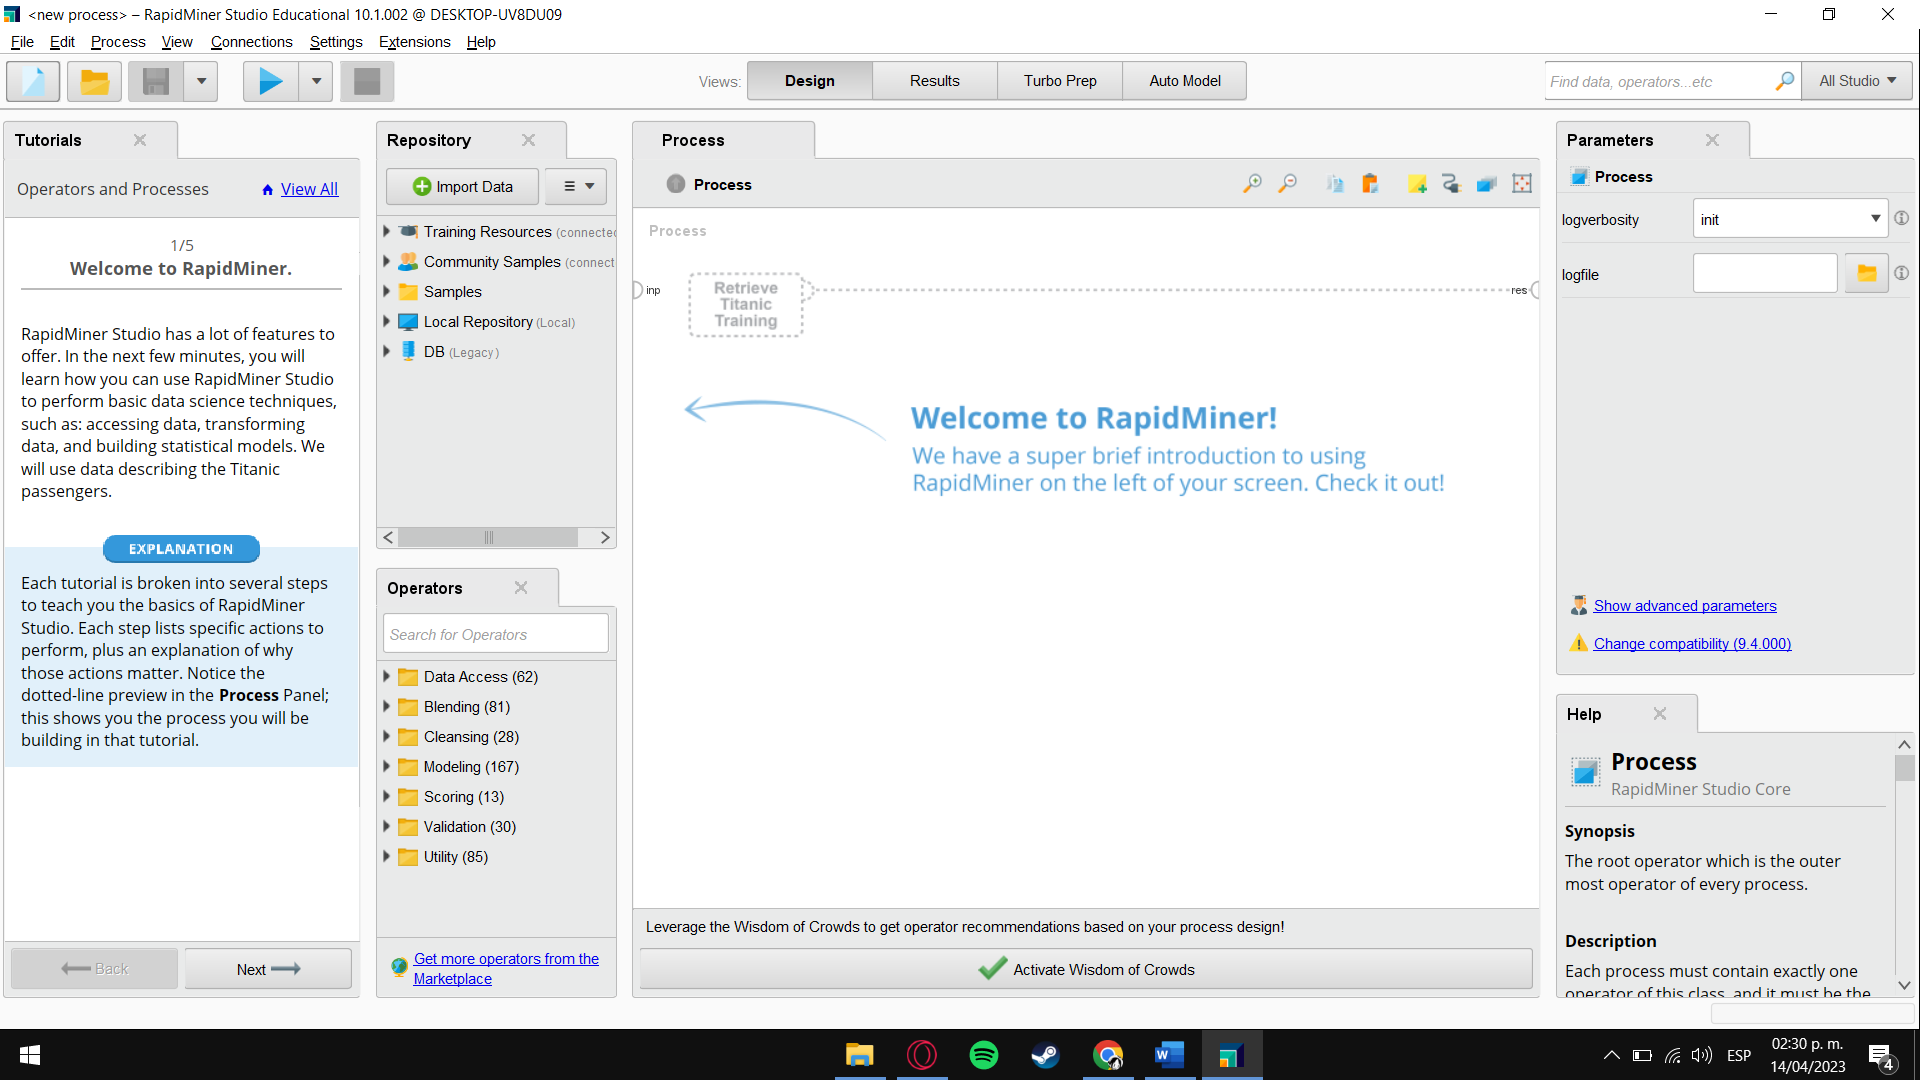 <new process> – RapidMiner Studio Educational 10.1.002 @ DESKTOP-UV8DU09
File Edit Process View Connections Settings Extensions Help
Views: Design Results Turbo Prep Auto Model
Find data, operators...etc
All Studio
Tutorials
Operators and Processes
View All
1/5
Welcome to RapidMiner.
RapidMiner Studio has a lot of features to
offer. In the next few minutes, you will
learn how you can use RapidMiner Studio
to perform basic data science techniques,
such as: accessing data, transforming
data, and building statistical models. We
will use data describing the Titanic
passengers.
EXPLANATION
Each tutorial is broken into several steps
to teach you the basics of RapidMiner
Studio. Each step lists specific actions to
perform, plus an explanation of why
those actions matter. Notice the
dotted-line preview in the Process Panel;
this shows you the process you will be
building in that tutorial.
Back
Next
Repository
Import Data
Training Resources (connected
Community Samples (connect
Samples
Local Repository (Local)
DB (Legacy)
Operators
Search for Operators
Data Access (62)
Blending (81)
Cleansing (28)
Modeling (167)
Scoring (13)
Validation (30)
Utility (85)
Get more operators from the
Marketplace
Process
Process
Process
inp
Retrieve
Titanic
Training
res
Welcome to RapidMiner!
We have a super brief introduction to using
RapidMiner on the left of your screen. Check it out!
Leverage the Wisdom of Crowds to get operator recommendations based on your process design!
Activate Wisdom of Crowds
Parameters
Process
logverbosity
init
logfile
Show advanced parameters
Change compatibility (9.4.000)
Help
Process
RapidMiner Studio Core
Synopsis
The root operator which is the outer
most operator of every process.
Description
Each process must contain exactly one
operator of this class, and it must be the
ESP
02:30 p. m.
14/04/2023
4